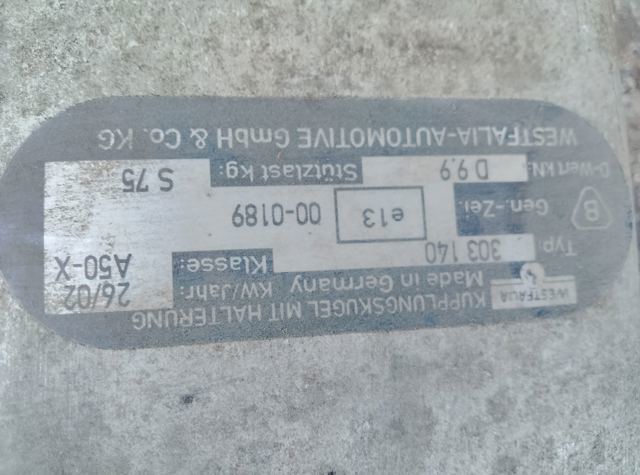 KUPPLUNGSKUGEL MIT HALTERUNG
WESTFALIA Made in Germany KW/Jahr: 26/02
Typ: 303 140 Klasse: A50-X
B Gen.-Zei. e13 00-0189
D-Wert kN: D 9.9 Stützlast kg: S 75
WESTFALIA-AUTOMOTIVE GmbH & Co. KG